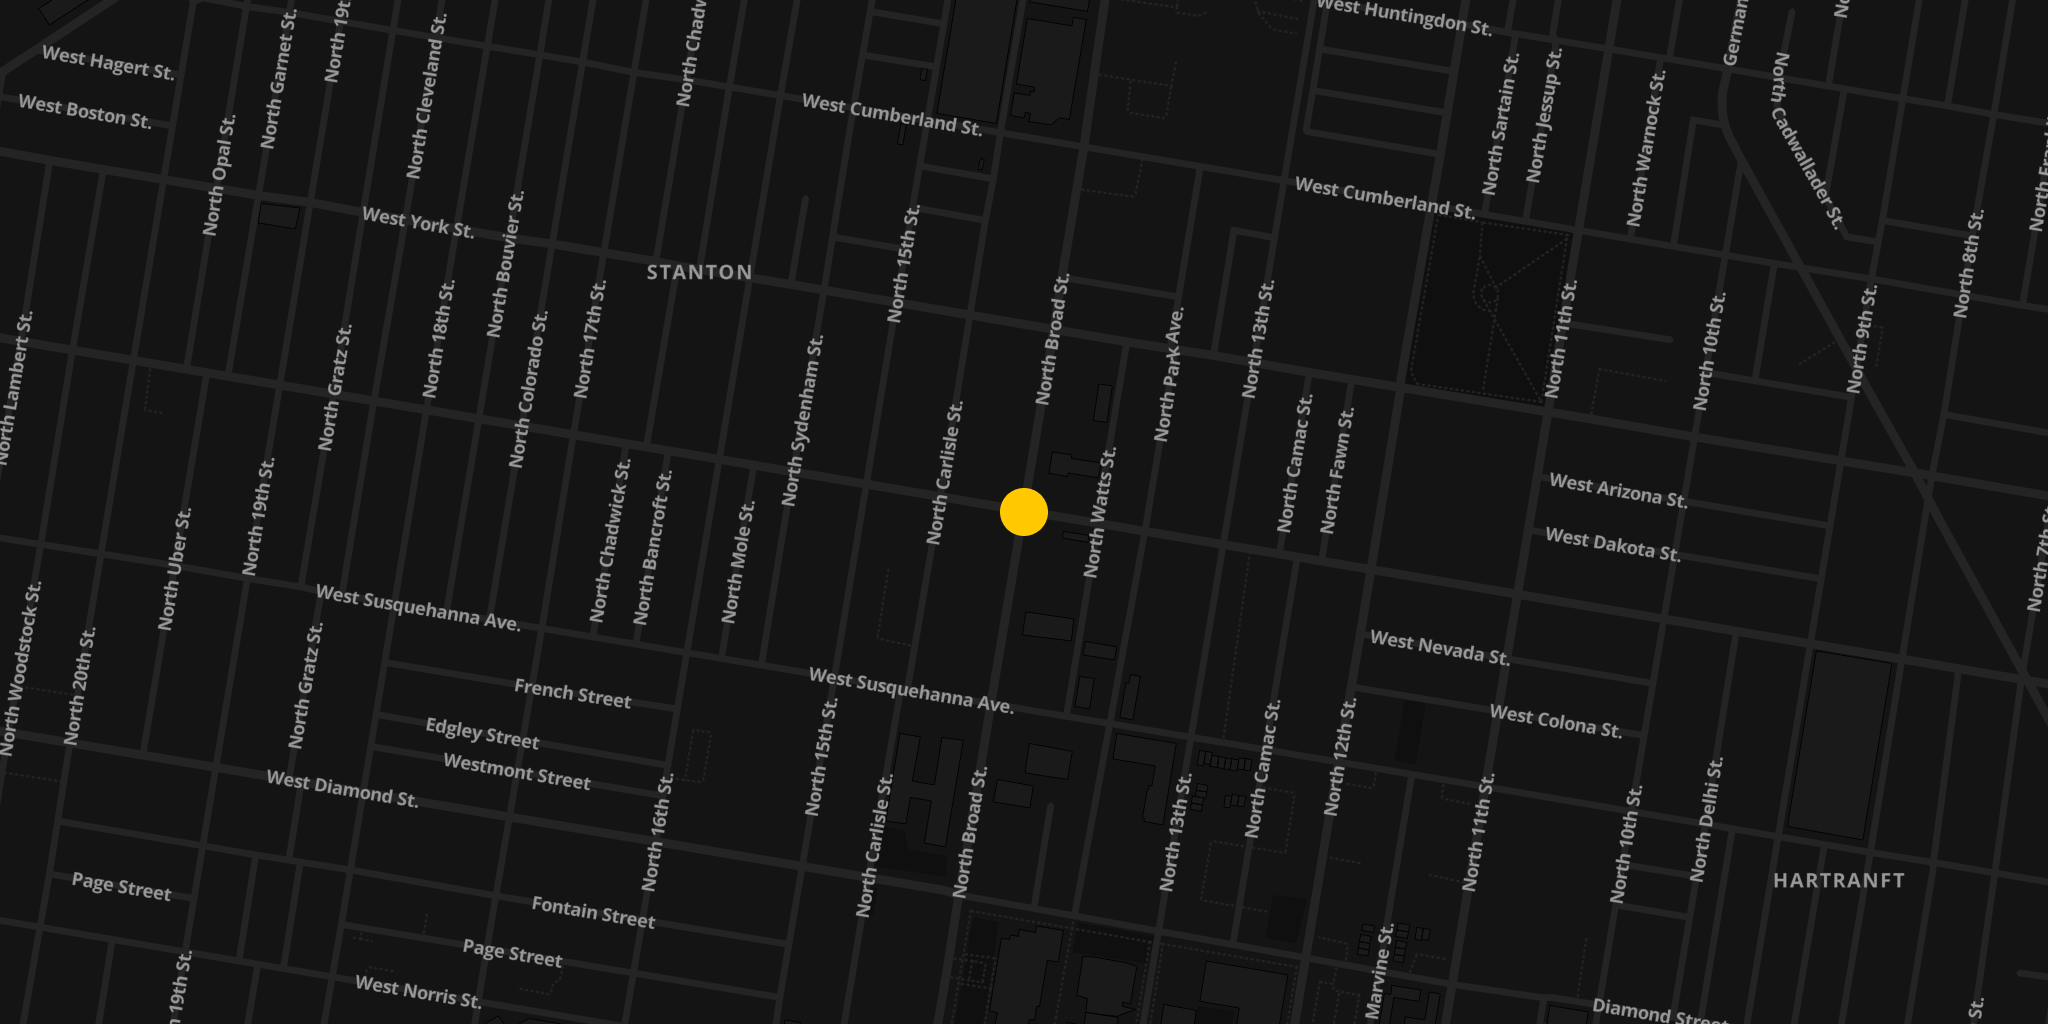 West Huntingdon St.
West Hagert St.
West Boston St.
North Garnet St.
North Cleveland St.
North Opal St.
West Cumberland St.
West Cumberland St.
North Sartain St.
North Jessup St.
North Warnock St.
North Cadwallader St.
West York St.
North Bouvier St.
STANTON
North 15th St.
North Broad St.
North 13th St.
North 11th St.
North 10th St.
North 9th St.
North 8th St.
North Lambert St.
North Gratz St.
North 18th St.
North Colorado St.
North 17th St.
North Sydenham St.
North Carlisle St.
North Park Ave.
North Camac St.
North Fawn St.
North Watts St.
West Arizona St.
West Dakota St.
North Uber St.
North 19th St.
North Chadwick St.
North Bancroft St.
North Mole St.
West Susquehanna Ave.
North Woodstock St.
North 20th St.
North Gratz St.
French Street
Edgley Street
Westmont Street
West Susquehanna Ave.
West Nevada St.
West Colona St.
West Diamond St.
North 16th St.
North 15th St.
North Carlisle St.
North Broad St.
North 13th St.
North Camac St.
North 12th St.
North 11th St.
North 10th St.
North Delhi St.
HARTRANFT
Page Street
Fontain Street
Page Street
West Norris St.
19th St.
Marvine St.
Diamond Street
St.